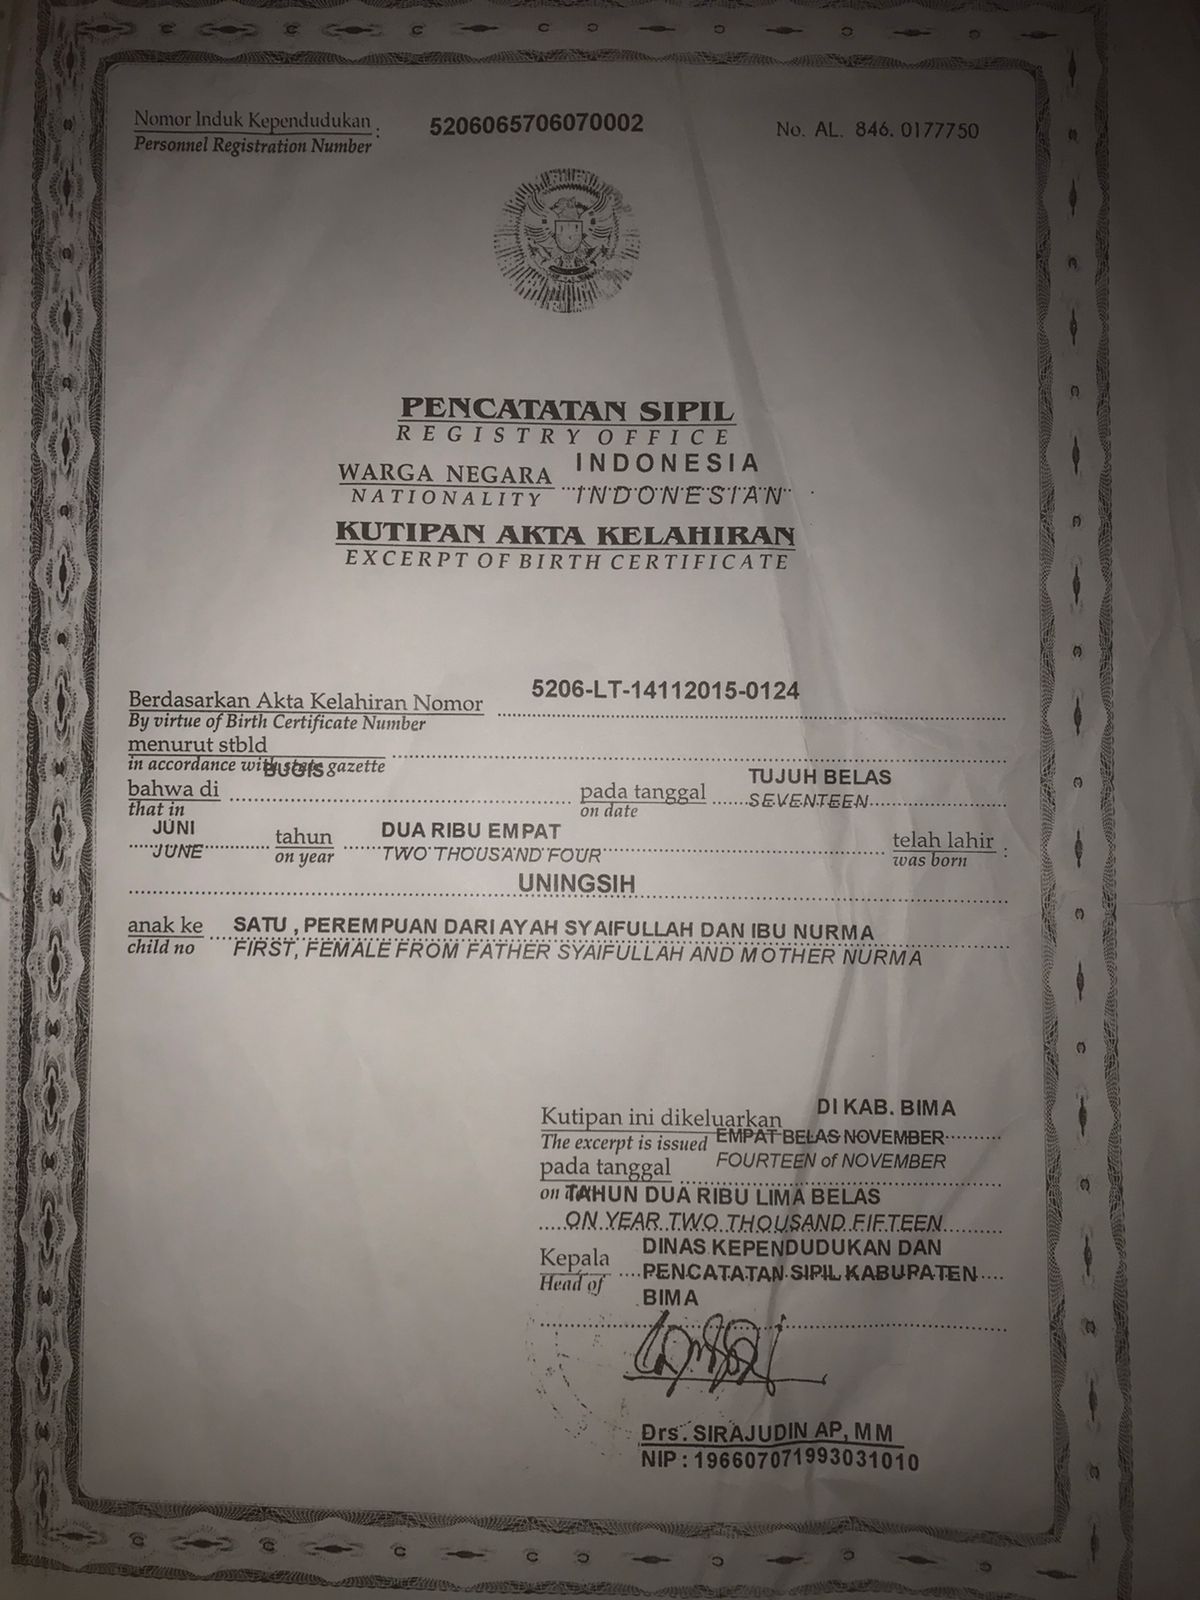 Nomor Induk Kependudukan : 5206065706070002 No. AL. 846. 0177750
Personnel Registration Number
PENCATATAN SIPIL
REGISTRY OFFICE
WARGA NEGARA INDONESIA
NATIONALITY INDONESIAN
KUTIPAN AKTA KELAHIRAN
EXCERPT OF BIRTH CERTIFICATE
Berdasarkan Akta Kelahiran Nomor 5206-LT-14112015-0124
By virtue of Birth Certificate Number
menurut stbld
in accordance with state gazette
BUGIS
bahwa di pada tanggal TUJUH BELAS
that in on date SEVENTEEN
JUNI tahun DUA RIBU EMPAT telah lahir :
JUNE on year TWO THOUSAND FOUR was born
UNINGSIH
anak ke SATU , PEREMPUAN DARI AYAH SYAIFULLAH DAN IBU NURMA
child no FIRST, FEMALE FROM FATHER SYAIFULLAH AND MOTHER NURMA
Kutipan ini dikeluarkan DI KAB. BIMA
The excerpt is issued EMPAT BELAS NOVEMBER
pada tanggal FOURTEEN of NOVEMBER
on TAHUN DUA RIBU LIMA BELAS
ON YEAR TWO THOUSAND FIFTEEN
Kepala DINAS KEPENDUDUKAN DAN
Head of PENCATATAN SIPIL KABUPATEN
BIMA
Drs. SIRAJUDIN AP, MM
NIP : 196607071993031010